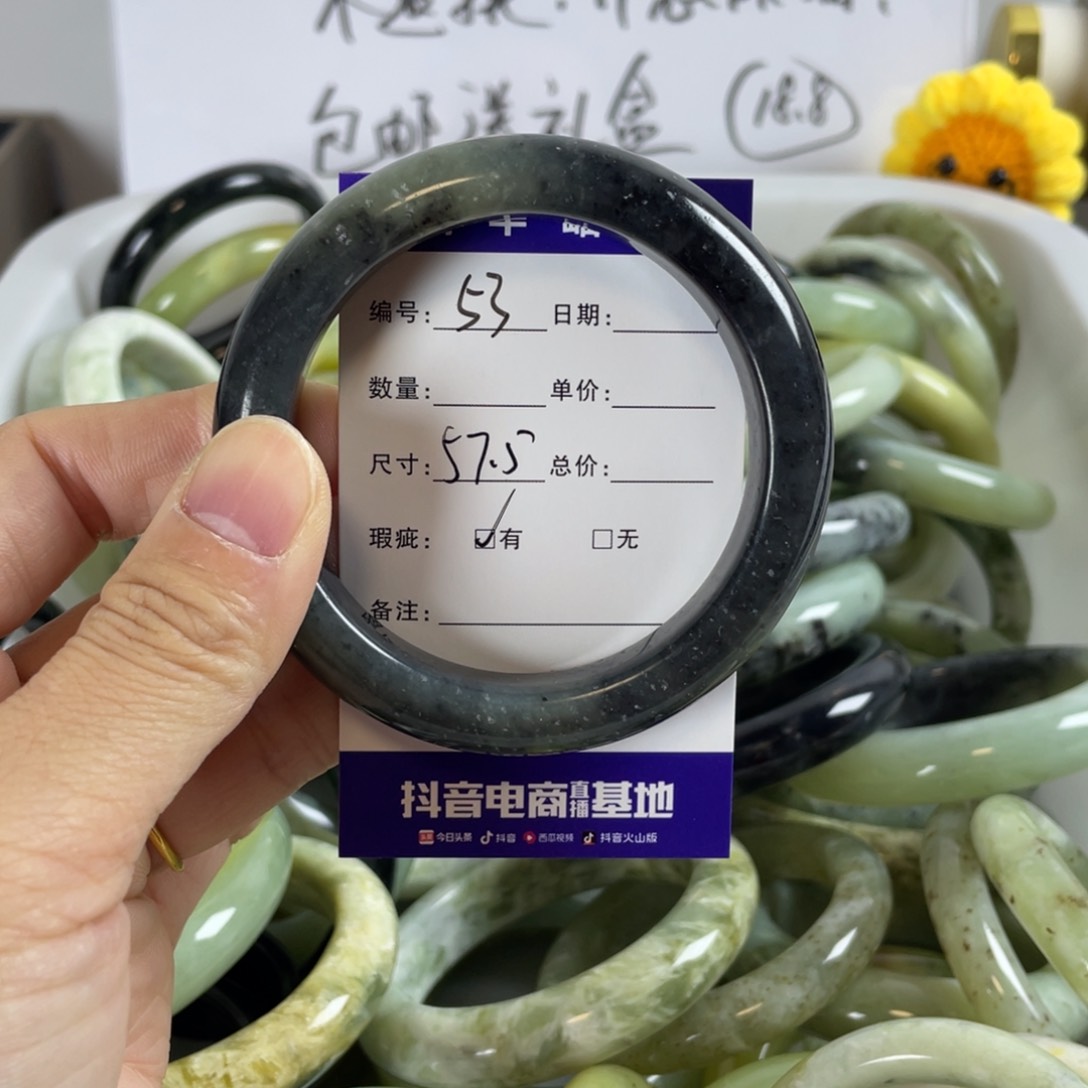 包邮送礼盒 18.8
编号: 53 日期:
数量: 单价:
尺寸: 57.5 总价:
瑕疵: ☑有 □无
备注:
抖音电商直播基地
今日头条 抖音 西瓜视频 抖音火山版